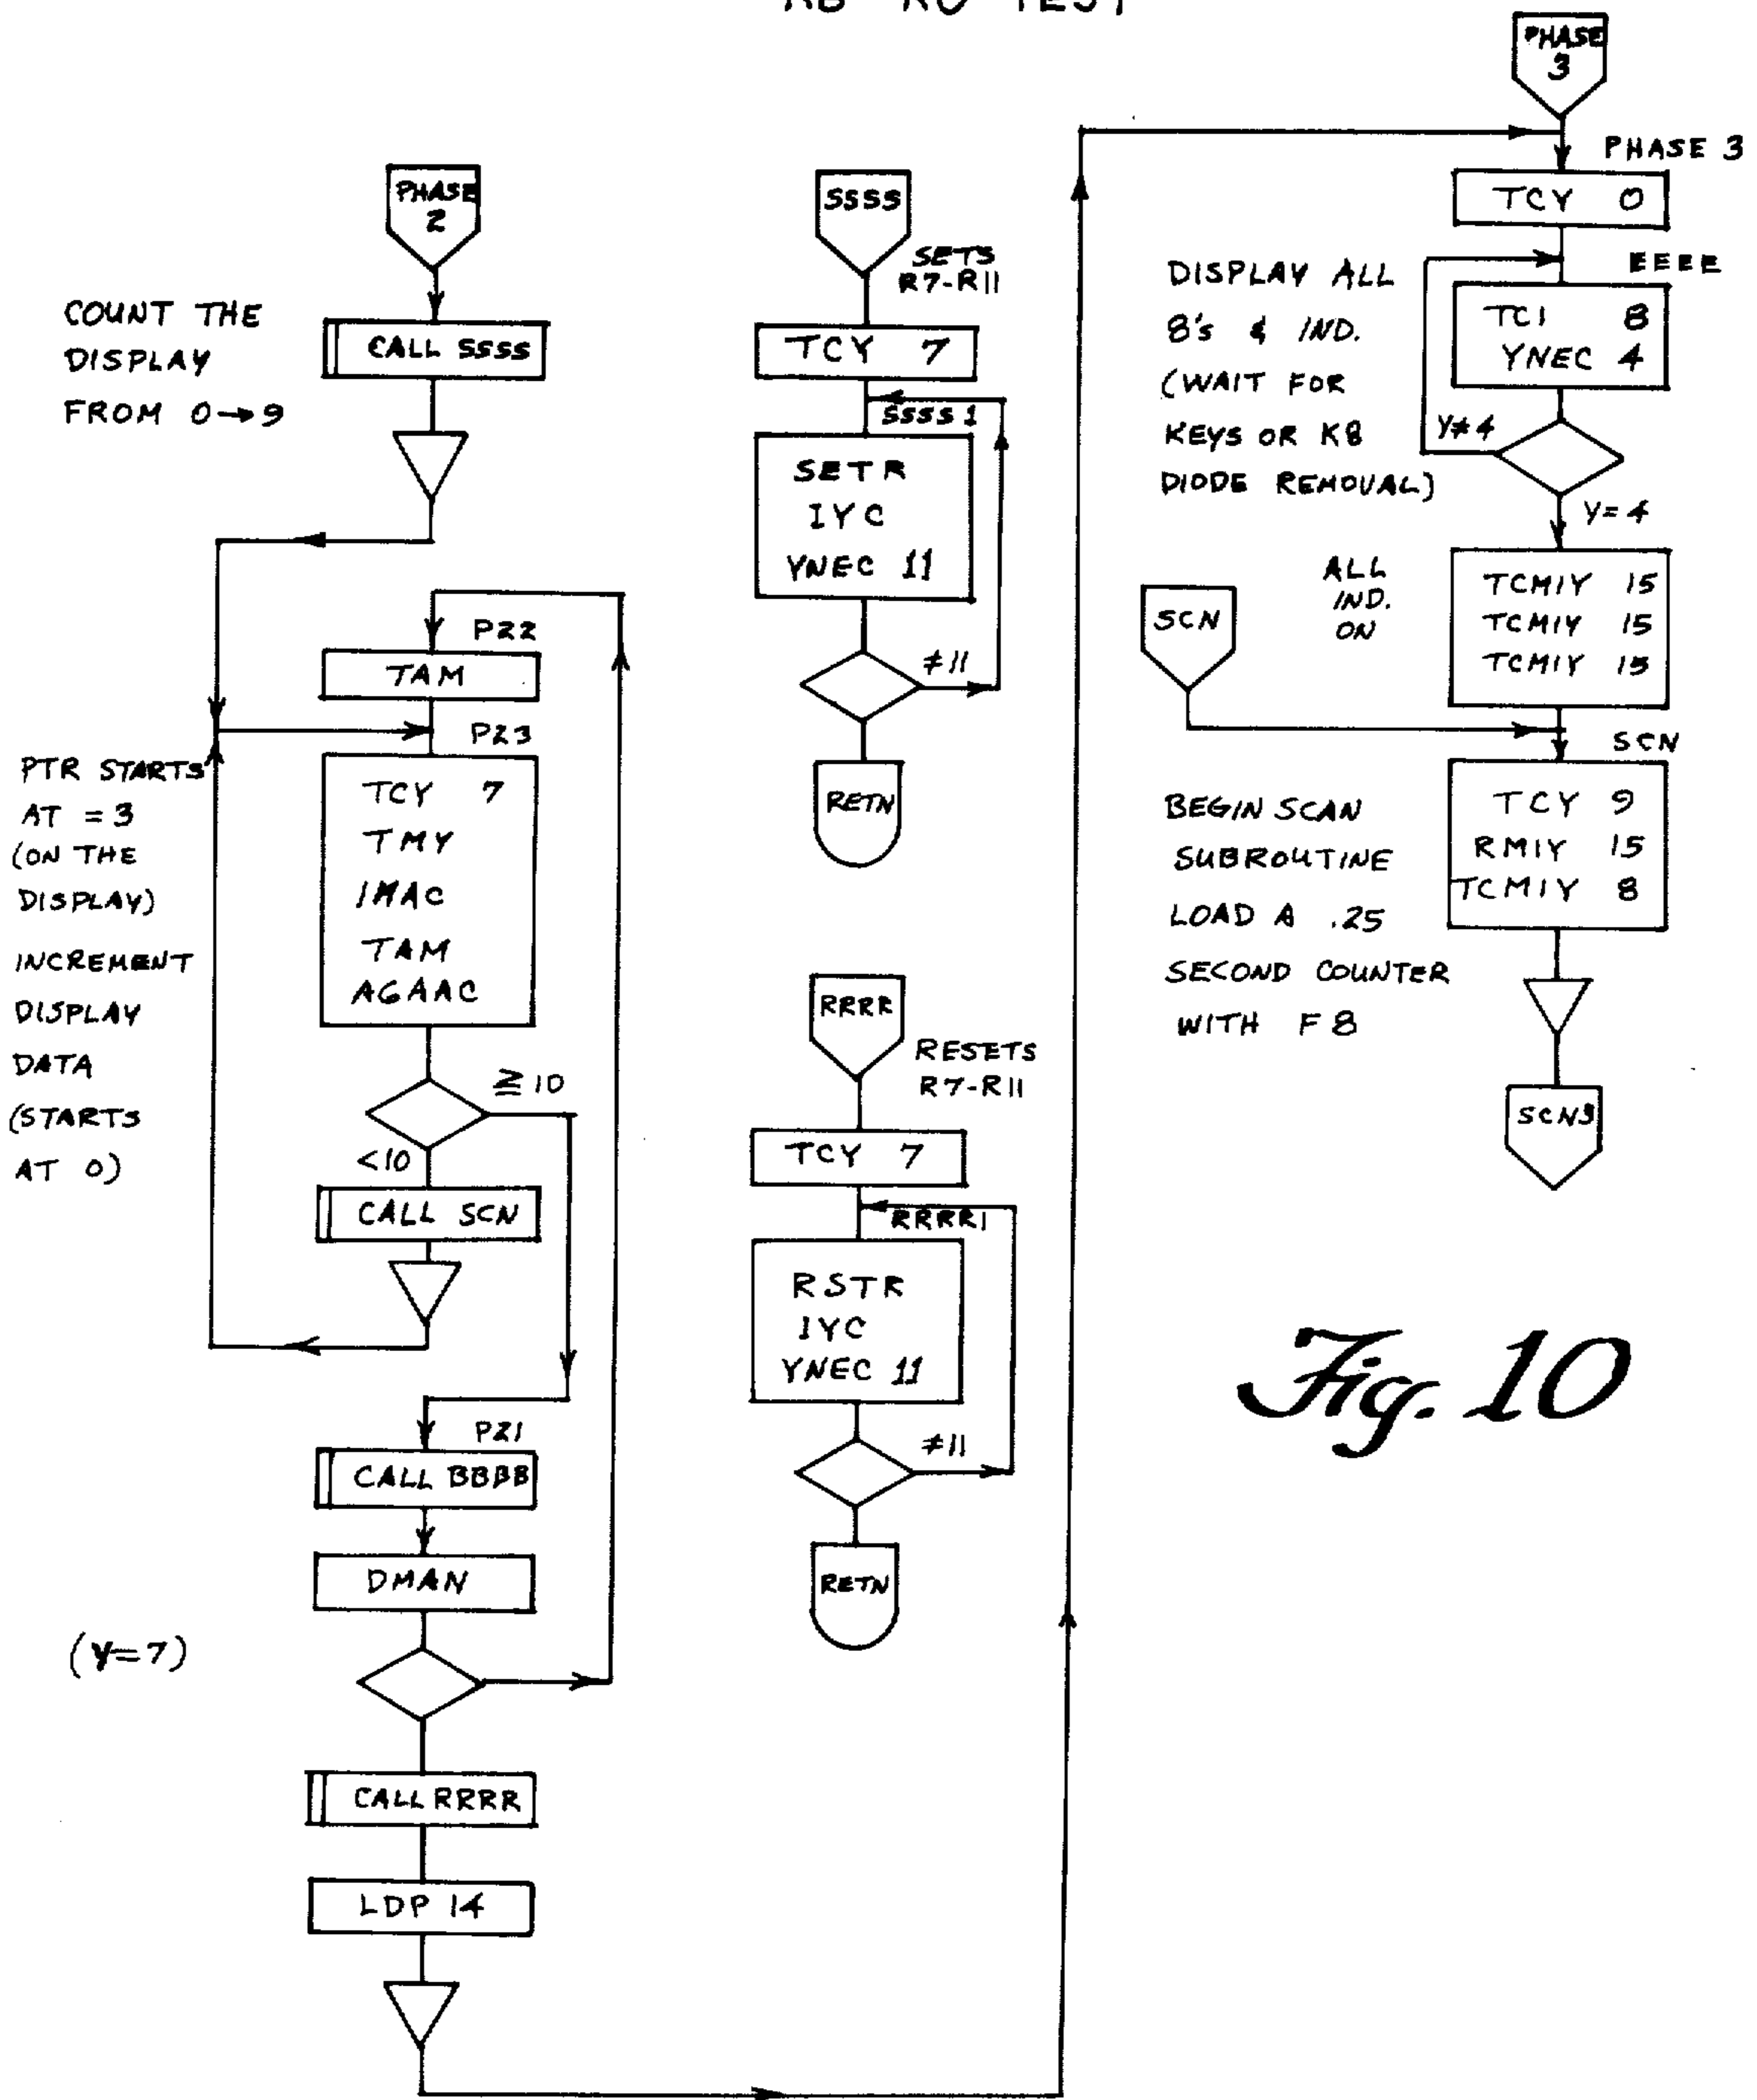 PHASE
2
COUNT THE
DISPLAY
FROM 0→9
CALL SSSS
P22
TAM
P23
PTR STARTS
AT = 3
(ON THE
DISPLAY)
INCREMENT
DISPLAY
DATA
(STARTS
AT 0)
TCY 7
TMY
IMAC
TAM
AGAAC
≧10
<10
CALL SCN
P21
CALL BBBB
DMAN
(Y=7)
CALL RRRR
LDP 14
SSSS
SETS
R7-R11
TCY 7
SSSS1
SETR
IYC
YNEC 11
≠11
RETN
RRRR
RESETS
R7-R11
TCY 7
RRRR1
RSTR
IYC
YNEC 11
≠11
RETN
PHASE
3
PHASE 3
TCY 0
EEEE
DISPLAY ALL
8's & IND.
(WAIT FOR
KEYS OR K8
DIODE REMOVAL)
TCI 8
YNEC 4
Y≠4
Y=4
ALL
IND.
ON
TCMIY 15
TCMIY 15
TCMIY 15
SCN
SCN
BEGIN SCAN
SUBROUTINE
LOAD A .25
SECOND COUNTER
WITH F8
TCY 9
RMIY 15
TCMIY 8
Fig. 10